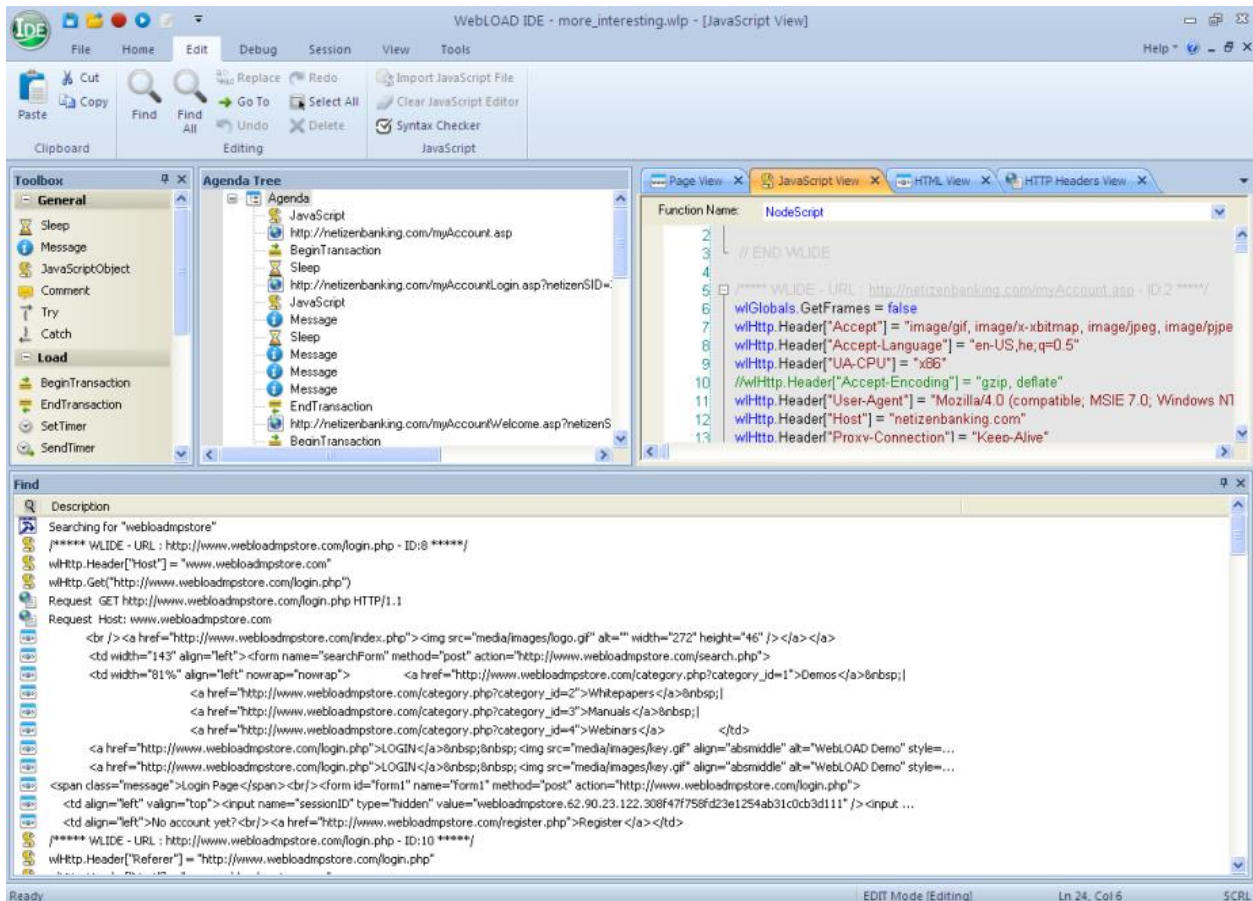 IDE
WebLOAD IDE - more_interesting.wlp - [JavaScript View]
File Home Edit Debug Session View Tools Help
Paste
Cut
Copy
Clipboard
Find
Find All
Replace
Go To
Undo
Redo
Select All
Delete
Editing
Import JavaScript File
Clear JavaScript Editor
Syntax Checker
JavaScript
Toolbox
General
Sleep
Message
JavaScriptObject
Comment
Try
Catch
Load
BeginTransaction
EndTransaction
SetTimer
SendTimer
Agenda Tree
Agenda
JavaScript
http://netizenbanking.com/myAccount.asp
BeginTransaction
Sleep
http://netizenbanking.com/myAccountLogin.asp?netizenSID=
JavaScript
Message
Sleep
Message
Message
Message
EndTransaction
http://netizenbanking.com/myAccountWelcome.asp?netizenS
BeginTransaction
Page View X JavaScript View X HTML View X HTTP Headers View X
Function Name: NodeScript
2
3 // END WLIDE
4
5 /***** WLIDE - URL : http://netizenbanking.com/myAccount.asp - ID:2 *****/
6 wlGlobals.GetFrames = false
7 wlHttp.Header["Accept"] = "image/gif, image/x-xbitmap, image/jpeg, image/pjpe
8 wlHttp.Header["Accept-Language"] = "en-US,he;q=0.5"
9 wlHttp.Header["UA-CPU"] = "x86"
10 //wlHttp.Header["Accept-Encoding"] = "gzip, deflate"
11 wlHttp.Header["User-Agent"] = "Mozilla/4.0 (compatible; MSIE 7.0; Windows NT
12 wlHttp.Header["Host"] = "netizenbanking.com"
13 wlHttp.Header["Proxy-Connection"] = "Keep-Alive"
Find
Description
Searching for "webloadmpstore"
/***** WLIDE - URL : http://www.webloadmpstore.com/login.php - ID:8 *****/
wlHttp.Header["Host"] = "www.webloadmpstore.com"
wlHttp.Get("http://www.webloadmpstore.com/login.php")
Request GET http://www.webloadmpstore.com/login.php HTTP/1.1
Request Host: www.webloadmpstore.com
<br /><a href="http://www.webloadmpstore.com/index.php"><img src="media/images/logo.gif" alt="" width="272" height="46" /></a></a>
<td width="143" align="left"><form name="searchForm" method="post" action="http://www.webloadmpstore.com/search.php">
<td width="81%" align="left" nowrap="nowrap"> <a href="http://www.webloadmpstore.com/category.php?category_id=1">Demos</a>&nbsp;|
<a href="http://www.webloadmpstore.com/category.php?category_id=2">Whitepapers</a>&nbsp;|
<a href="http://www.webloadmpstore.com/category.php?category_id=3">Manuals</a>&nbsp;|
<a href="http://www.webloadmpstore.com/category.php?category_id=4">Webinars</a> </td>
<a href="http://www.webloadmpstore.com/login.php">LOGIN</a>&nbsp;&nbsp; <img src="media/images/key.gif" align="absmiddle" alt="WebLOAD Demo" style=...
<a href="http://www.webloadmpstore.com/login.php">LOGIN</a>&nbsp;&nbsp; <img src="media/images/key.gif" align="absmiddle" alt="WebLOAD Demo" style=...
<span class="message">Login Page</span><br/><form id="form1" name="form1" method="post" action="http://www.webloadmpstore.com/login.php">
<td align="left" valign="top"><input name="sessionID" type="hidden" value="webloadmpstore.62.90.23.122.308f47f758fd23e1254ab31c0cb3d111" /><input ...
<td align="left">No account yet?<br/><a href="http://www.webloadmpstore.com/register.php">Register</a></td>
/***** WLIDE - URL : http://www.webloadmpstore.com/login.php - ID:10 *****/
wlHttp.Header["Referer"] = "http://www.webloadmpstore.com/login.php"
Ready EDIT Mode [Editing] Ln 24, Col 6 SCRL